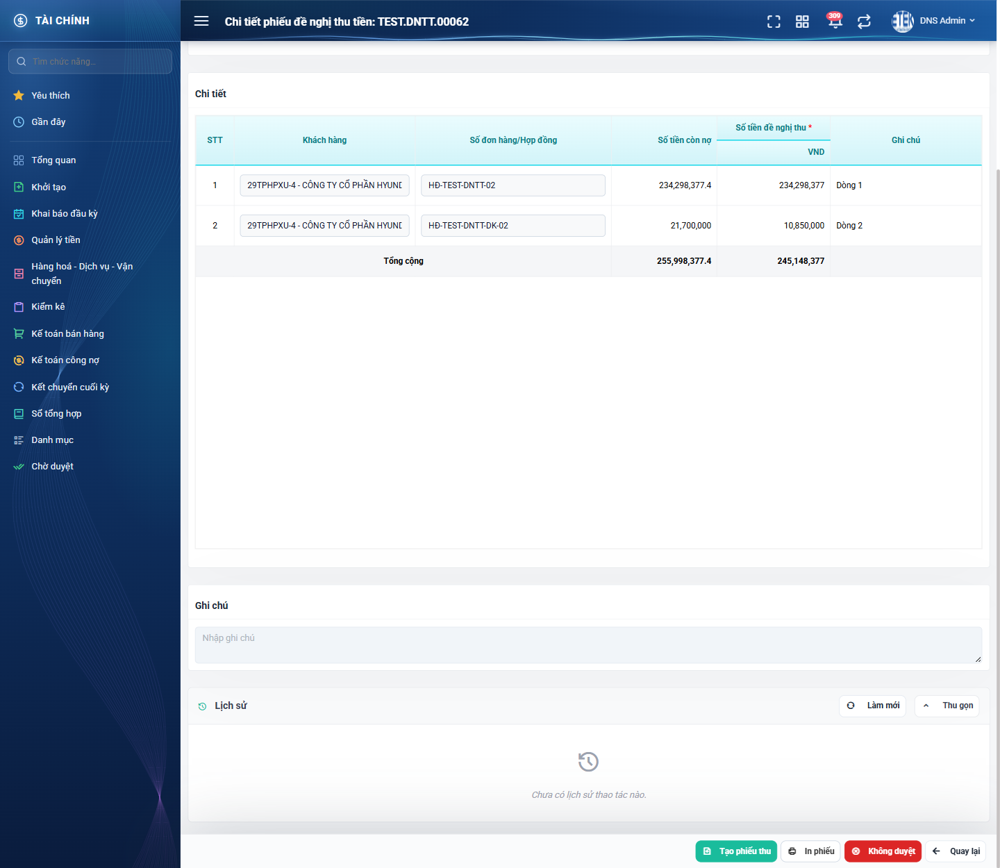 TÀI CHÍNH
Chi tiết phiếu đề nghị thu tiền: TEST.DNTT.00062
309
DNS Admin
Tìm chức năng...
Yêu thích
Gần đây
Tổng quan
Khởi tạo
Khai báo đầu kỳ
Quản lý tiền
Hàng hoá - Dịch vụ - Vận
chuyển
Kiểm kê
Kế toán bán hàng
Kế toán công nợ
Kết chuyển cuối kỳ
Sổ tổng hợp
Danh mục
Chờ duyệt
Chi tiết
STT Khách hàng Số đơn hàng/Hợp đồng Số tiền còn nợ Số tiền đề nghị thu * Ghi chú
VND
1 29TPHPXU-4 - CÔNG TY CỔ PHẦN HYUND HĐ-TEST-DNTT-02 234,298,377.4 234,298,377 Dòng 1
2 29TPHPXU-4 - CÔNG TY CỔ PHẦN HYUND HĐ-TEST-DNTT-DK-02 21,700,000 10,850,000 Dòng 2
Tổng cộng 255,998,377.4 245,148,377
Ghi chú
Nhập ghi chú
Lịch sử
Làm mới
Thu gọn
Chưa có lịch sử thao tác nào.
Tạo phiếu thu
In phiếu
Không duyệt
Quay lại